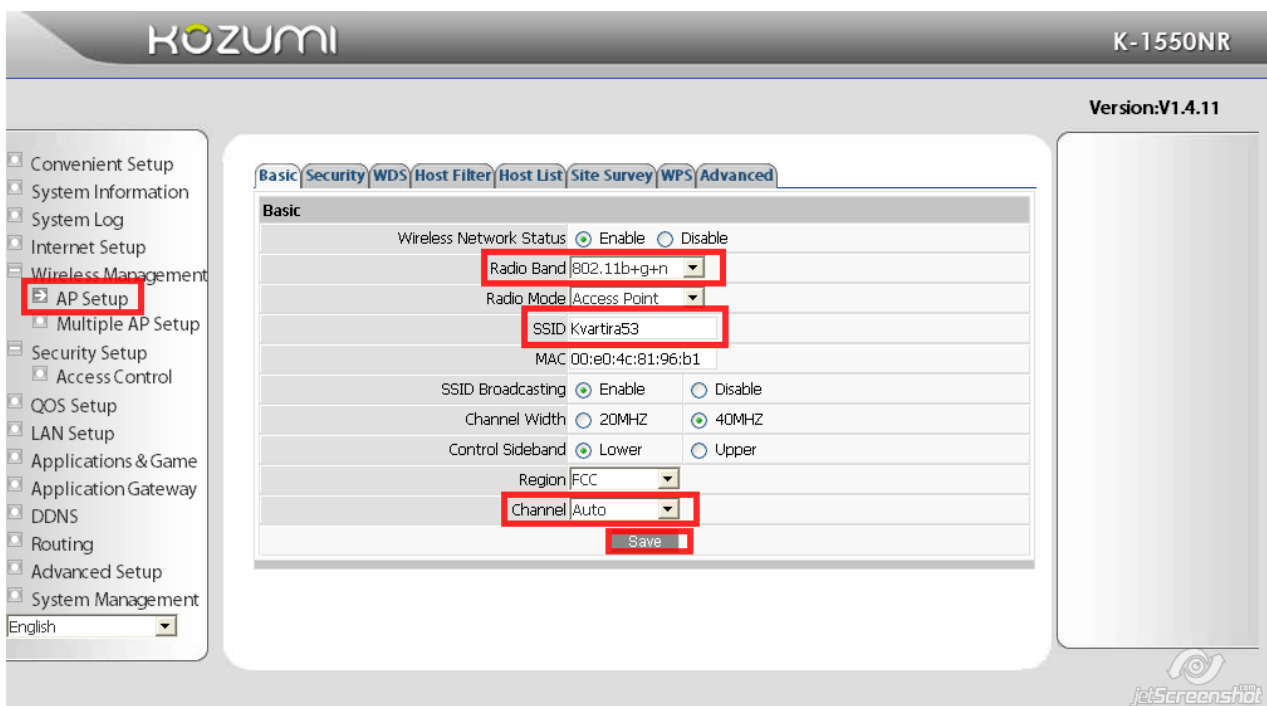 KOZUMI
K-1550NR
Version:V1.4.11
Convenient Setup
System Information
System Log
Internet Setup
Wireless Management
AP Setup
Multiple AP Setup
Security Setup
Access Control
QOS Setup
LAN Setup
Applications & Game
Application Gateway
DDNS
Routing
Advanced Setup
System Management
English
Basic Security WDS Host Filter Host List Site Survey WPS Advanced
Basic
Wireless Network Status Enable Disable
Radio Band 802.11b+g+n
Radio Mode Access Point
SSID Kvartira53
MAC 00:e0:4c:81:96:b1
SSID Broadcasting Enable Disable
Channel Width 20MHZ 40MHZ
Control Sideband Lower Upper
Region FCC
Channel Auto
Save
jetScreenshot.com